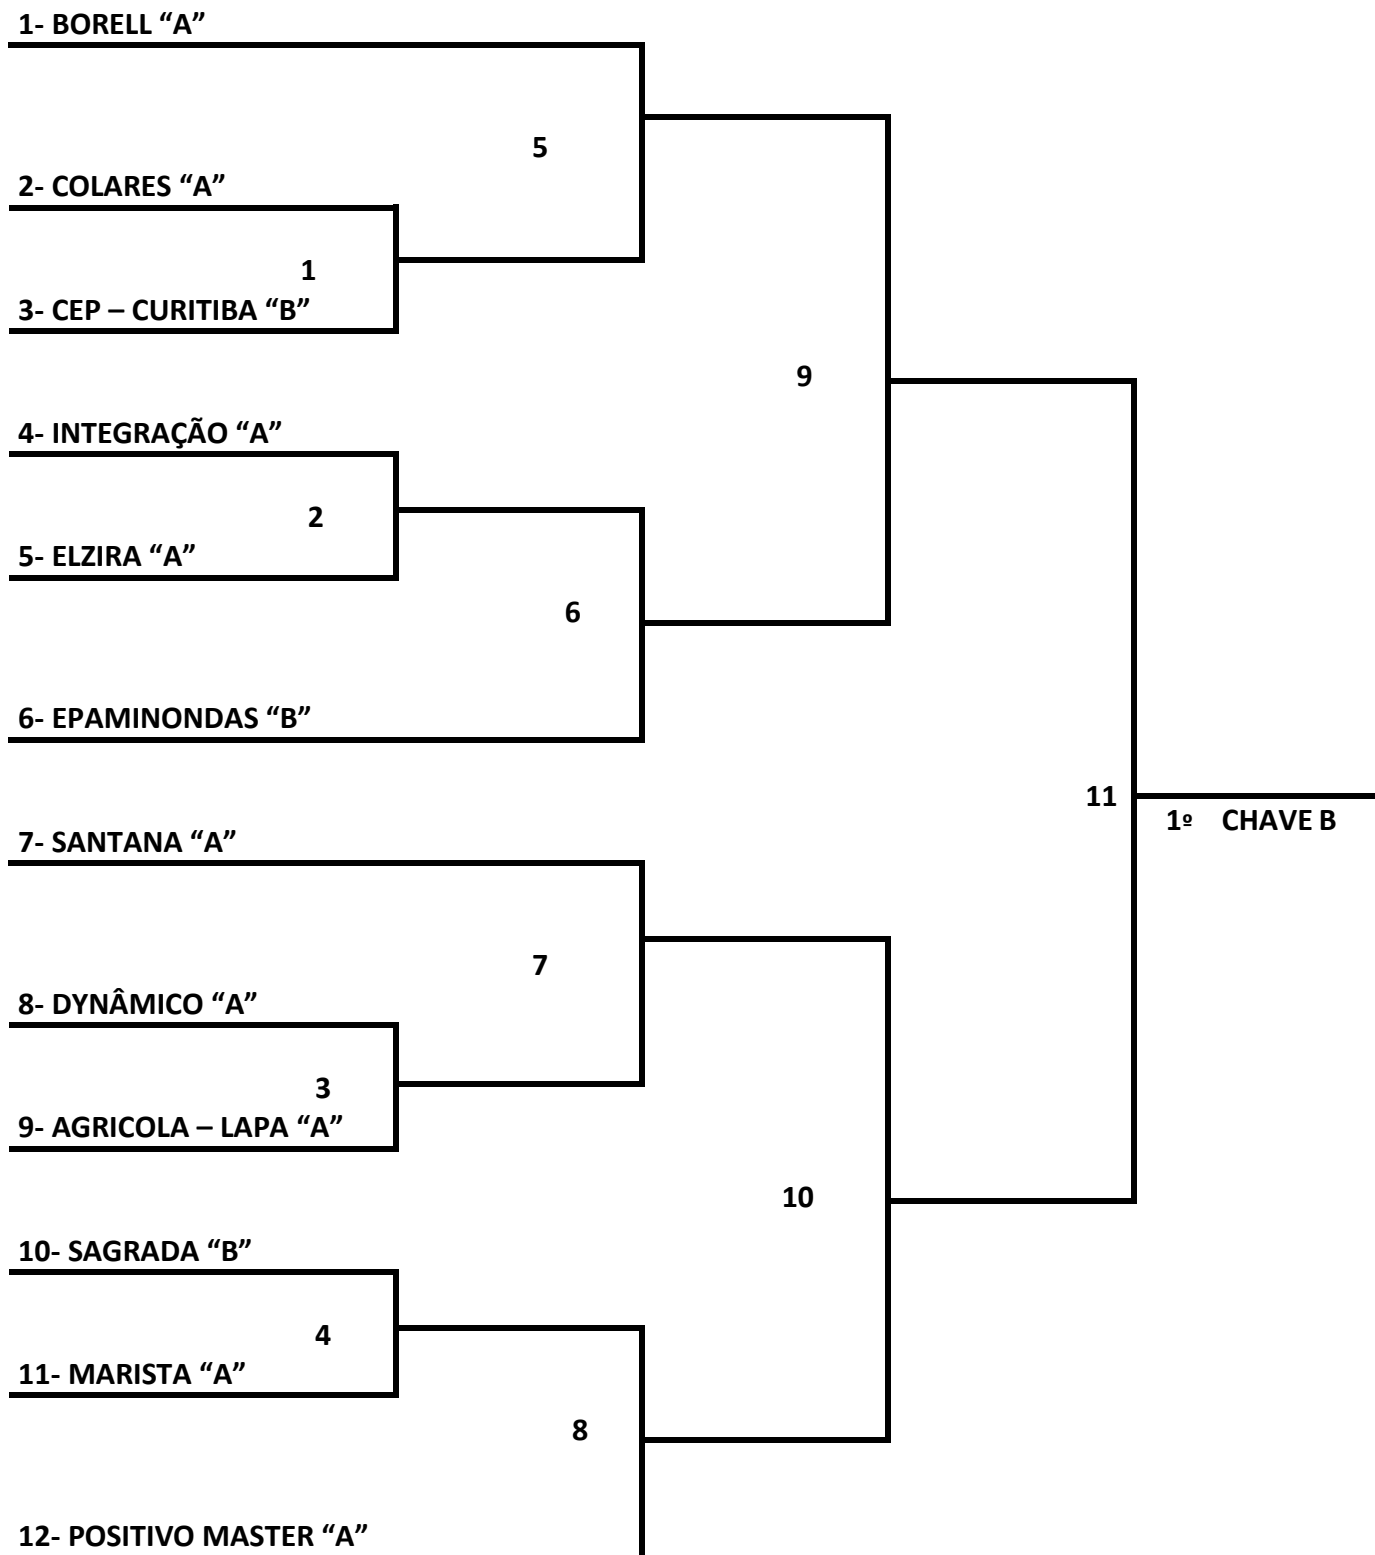 1- BORELL “A”
5
2- COLARES “A”
1
3- CEP – CURITIBA “B”
9
4- INTEGRAÇÃO “A”
2
5- ELZIRA “A”
6
6- EPAMINONDAS “B”
11
1º CHAVE B
7- SANTANA “A”
7
8- DYNÂMICO “A”
3
9- AGRICOLA – LAPA “A”
10
10- SAGRADA “B”
4
11- MARISTA “A”
8
12- POSITIVO MASTER “A”